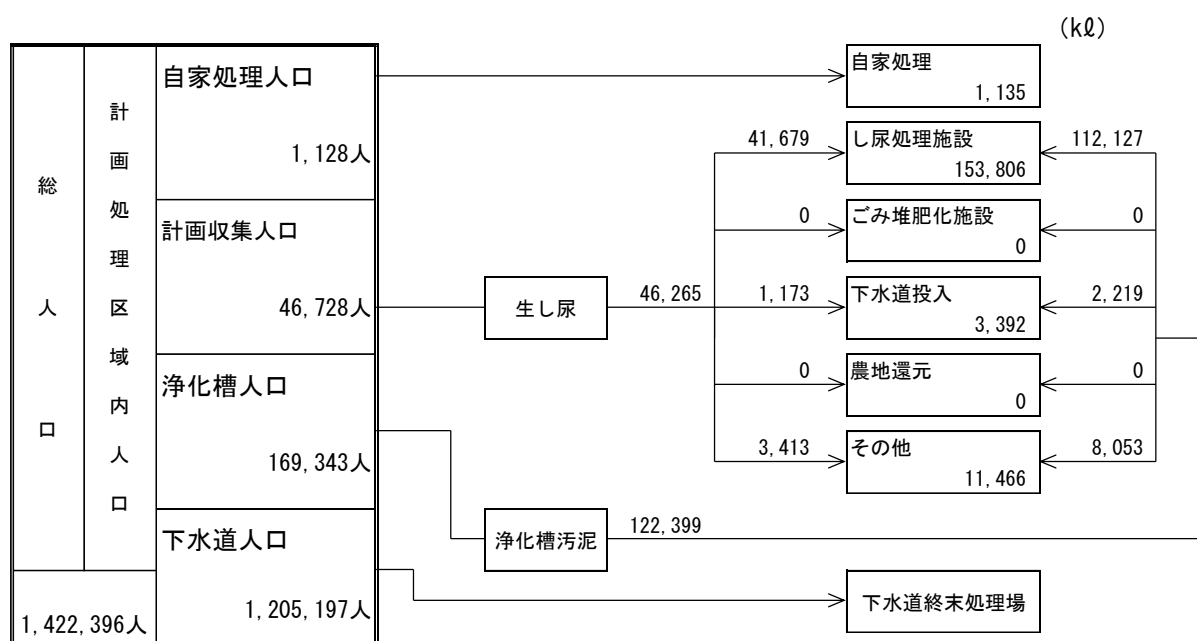 (kℓ)
総人口
1,422,396人
計画処理区域内人口
自家処理人口
1,128人
計画収集人口
46,728人
浄化槽人口
169,343人
下水道人口
1,205,197人
生し尿
46,265
浄化槽汚泥
122,399
自家処理
1,135
41,679
し尿処理施設
153,806
112,127
0
ごみ堆肥化施設
0
0
1,173
下水道投入
3,392
2,219
0
農地還元
0
0
3,413
その他
11,466
8,053
下水道終末処理場